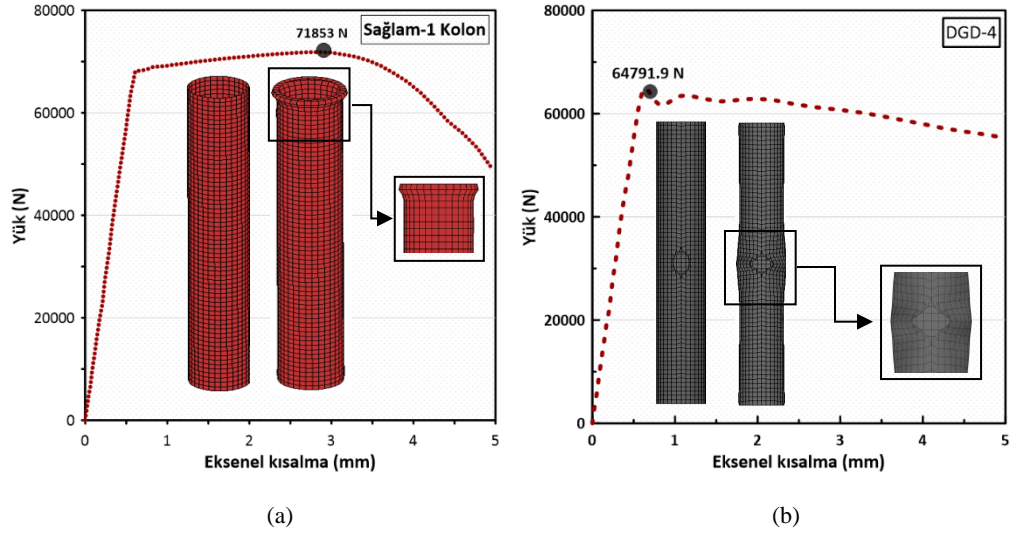 80000
60000
40000
20000
0
Yük (N)
71853 N
Sağlam-1 Kolon
0 1 2 3 4 5
Eksenel kısalma (mm)
(a)
80000
60000
40000
20000
0
Yük (N)
64791.9 N
DGD-4
0 1 2 3 4 5
Eksenel kısalma (mm)
(b)